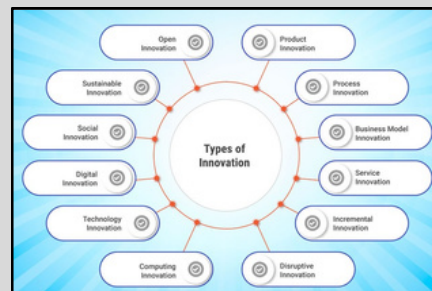 Types of
Innovation
Open
Innovation
Product
Innovation
Sustainable
Innovation
Process
Innovation
Social
Innovation
Business Model
Innovation
Digital
Innovation
Service
Innovation
Technology
Innovation
Incremental
Innovation
Computing
Innovation
Disruptive
Innovation